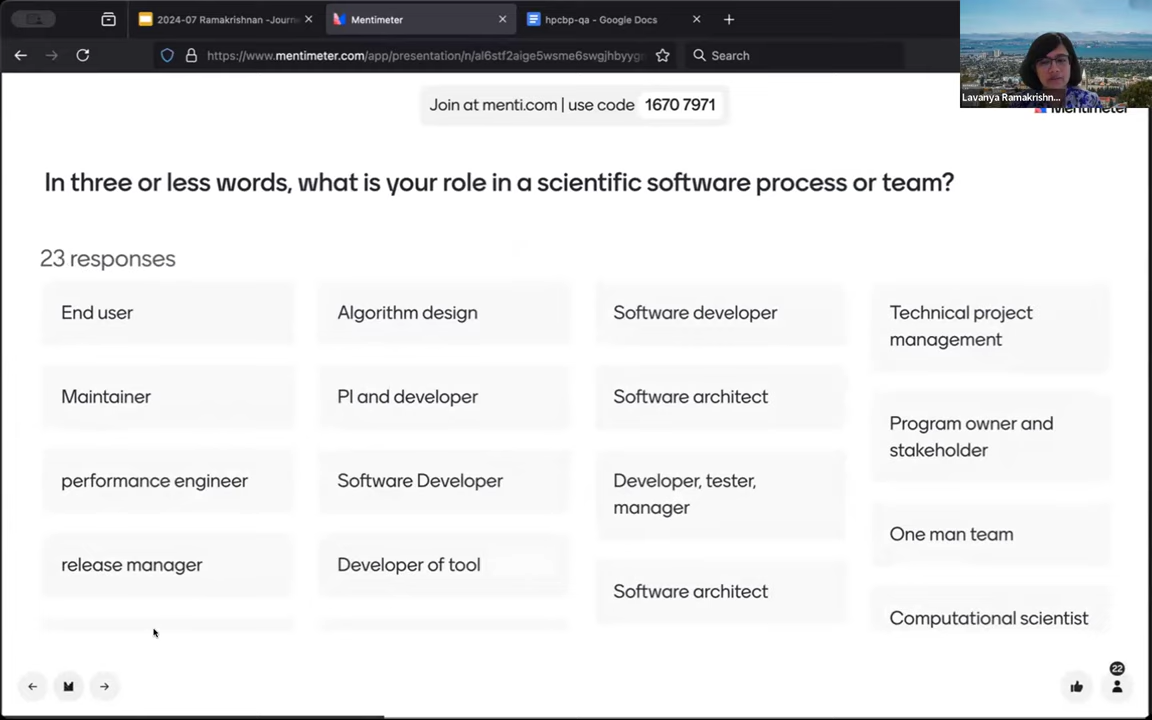 2024-07 Ramakrishnan -Journe
Mentimeter
hpcbp-qa - Google Docs
https://www.mentimeter.com/app/presentation/n/al6stf2aige5wsme6swgjhbyyg
Search
Lavanya Ramakrishn...
Join at menti.com | use code 1670 7971
Mentimeter
In three or less words, what is your role in a scientific software process or team?
23 responses
End user
Maintainer
performance engineer
release manager
Algorithm design
PI and developer
Software Developer
Developer of tool
Software developer
Software architect
Developer, tester,
manager
Software architect
Technical project
management
Program owner and
stakeholder
One man team
Computational scientist
22